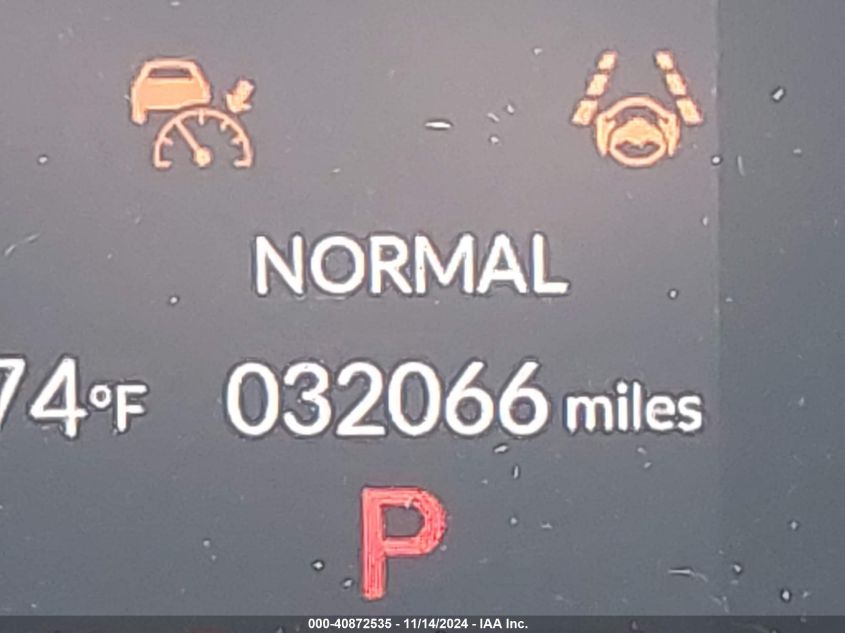 NORMAL
74°F 032066 miles
P
000-40872535 - 11/14/2024 - IAA Inc.